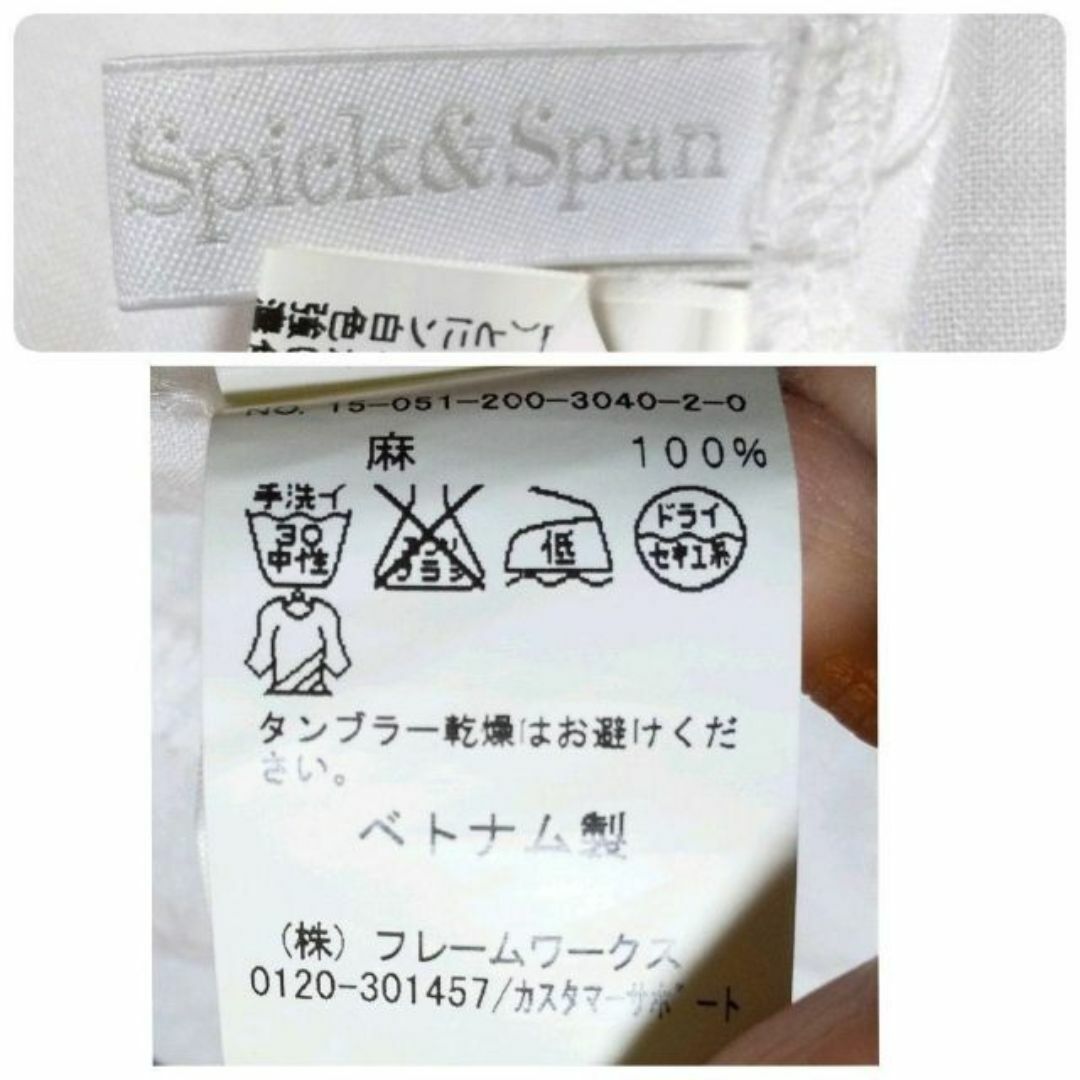 Spick&Span
NO. 15-051-200-3040-2-0
麻 100%
手洗イ
30
中性
低
ドライ
セキユ系
タンブラー乾燥はお避けくだ
さい。
ベトナム製
(株) フレームワークス
0120-301457/カスタマーサポート